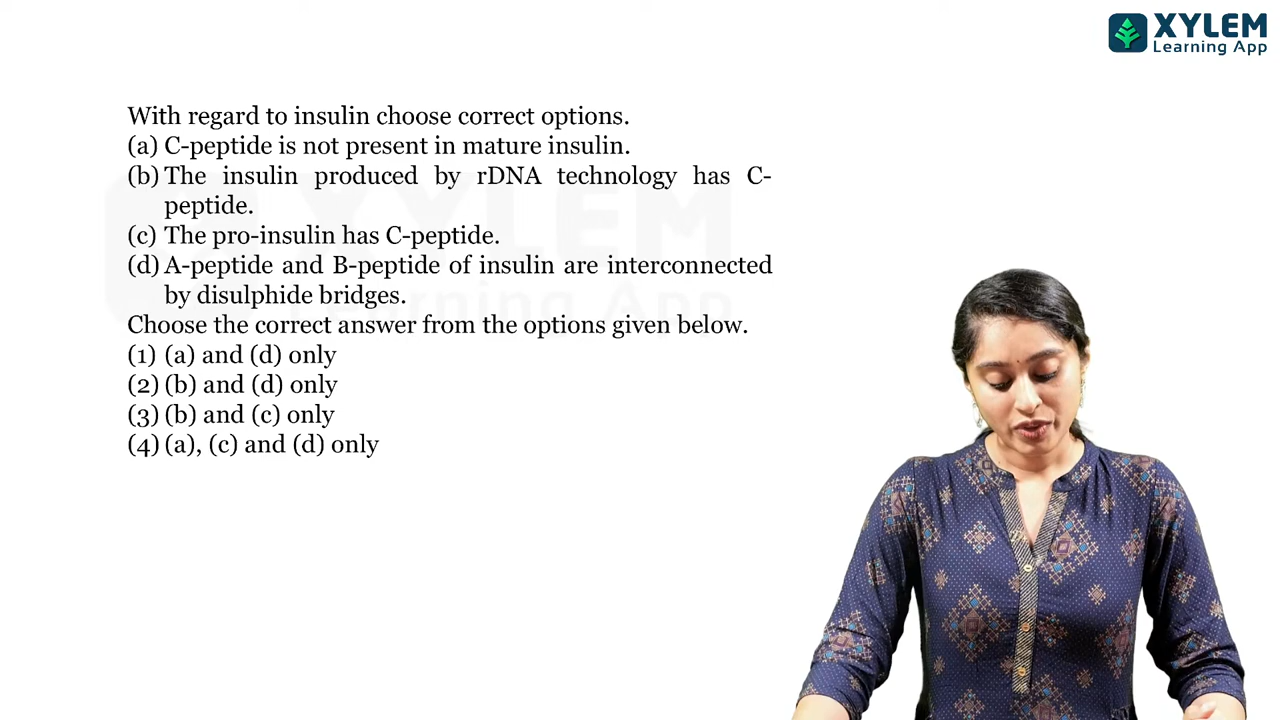 XYLEM
Learning App
With regard to insulin choose correct options.
(a) C-peptide is not present in mature insulin.
(b) The insulin produced by rDNA technology has C-
peptide.
(c) The pro-insulin has C-peptide.
(d) A-peptide and B-peptide of insulin are interconnected
by disulphide bridges.
Choose the correct answer from the options given below.
(1) (a) and (d) only
(2) (b) and (d) only
(3) (b) and (c) only
(4) (a), (c) and (d) only
XYLEM
Learning App